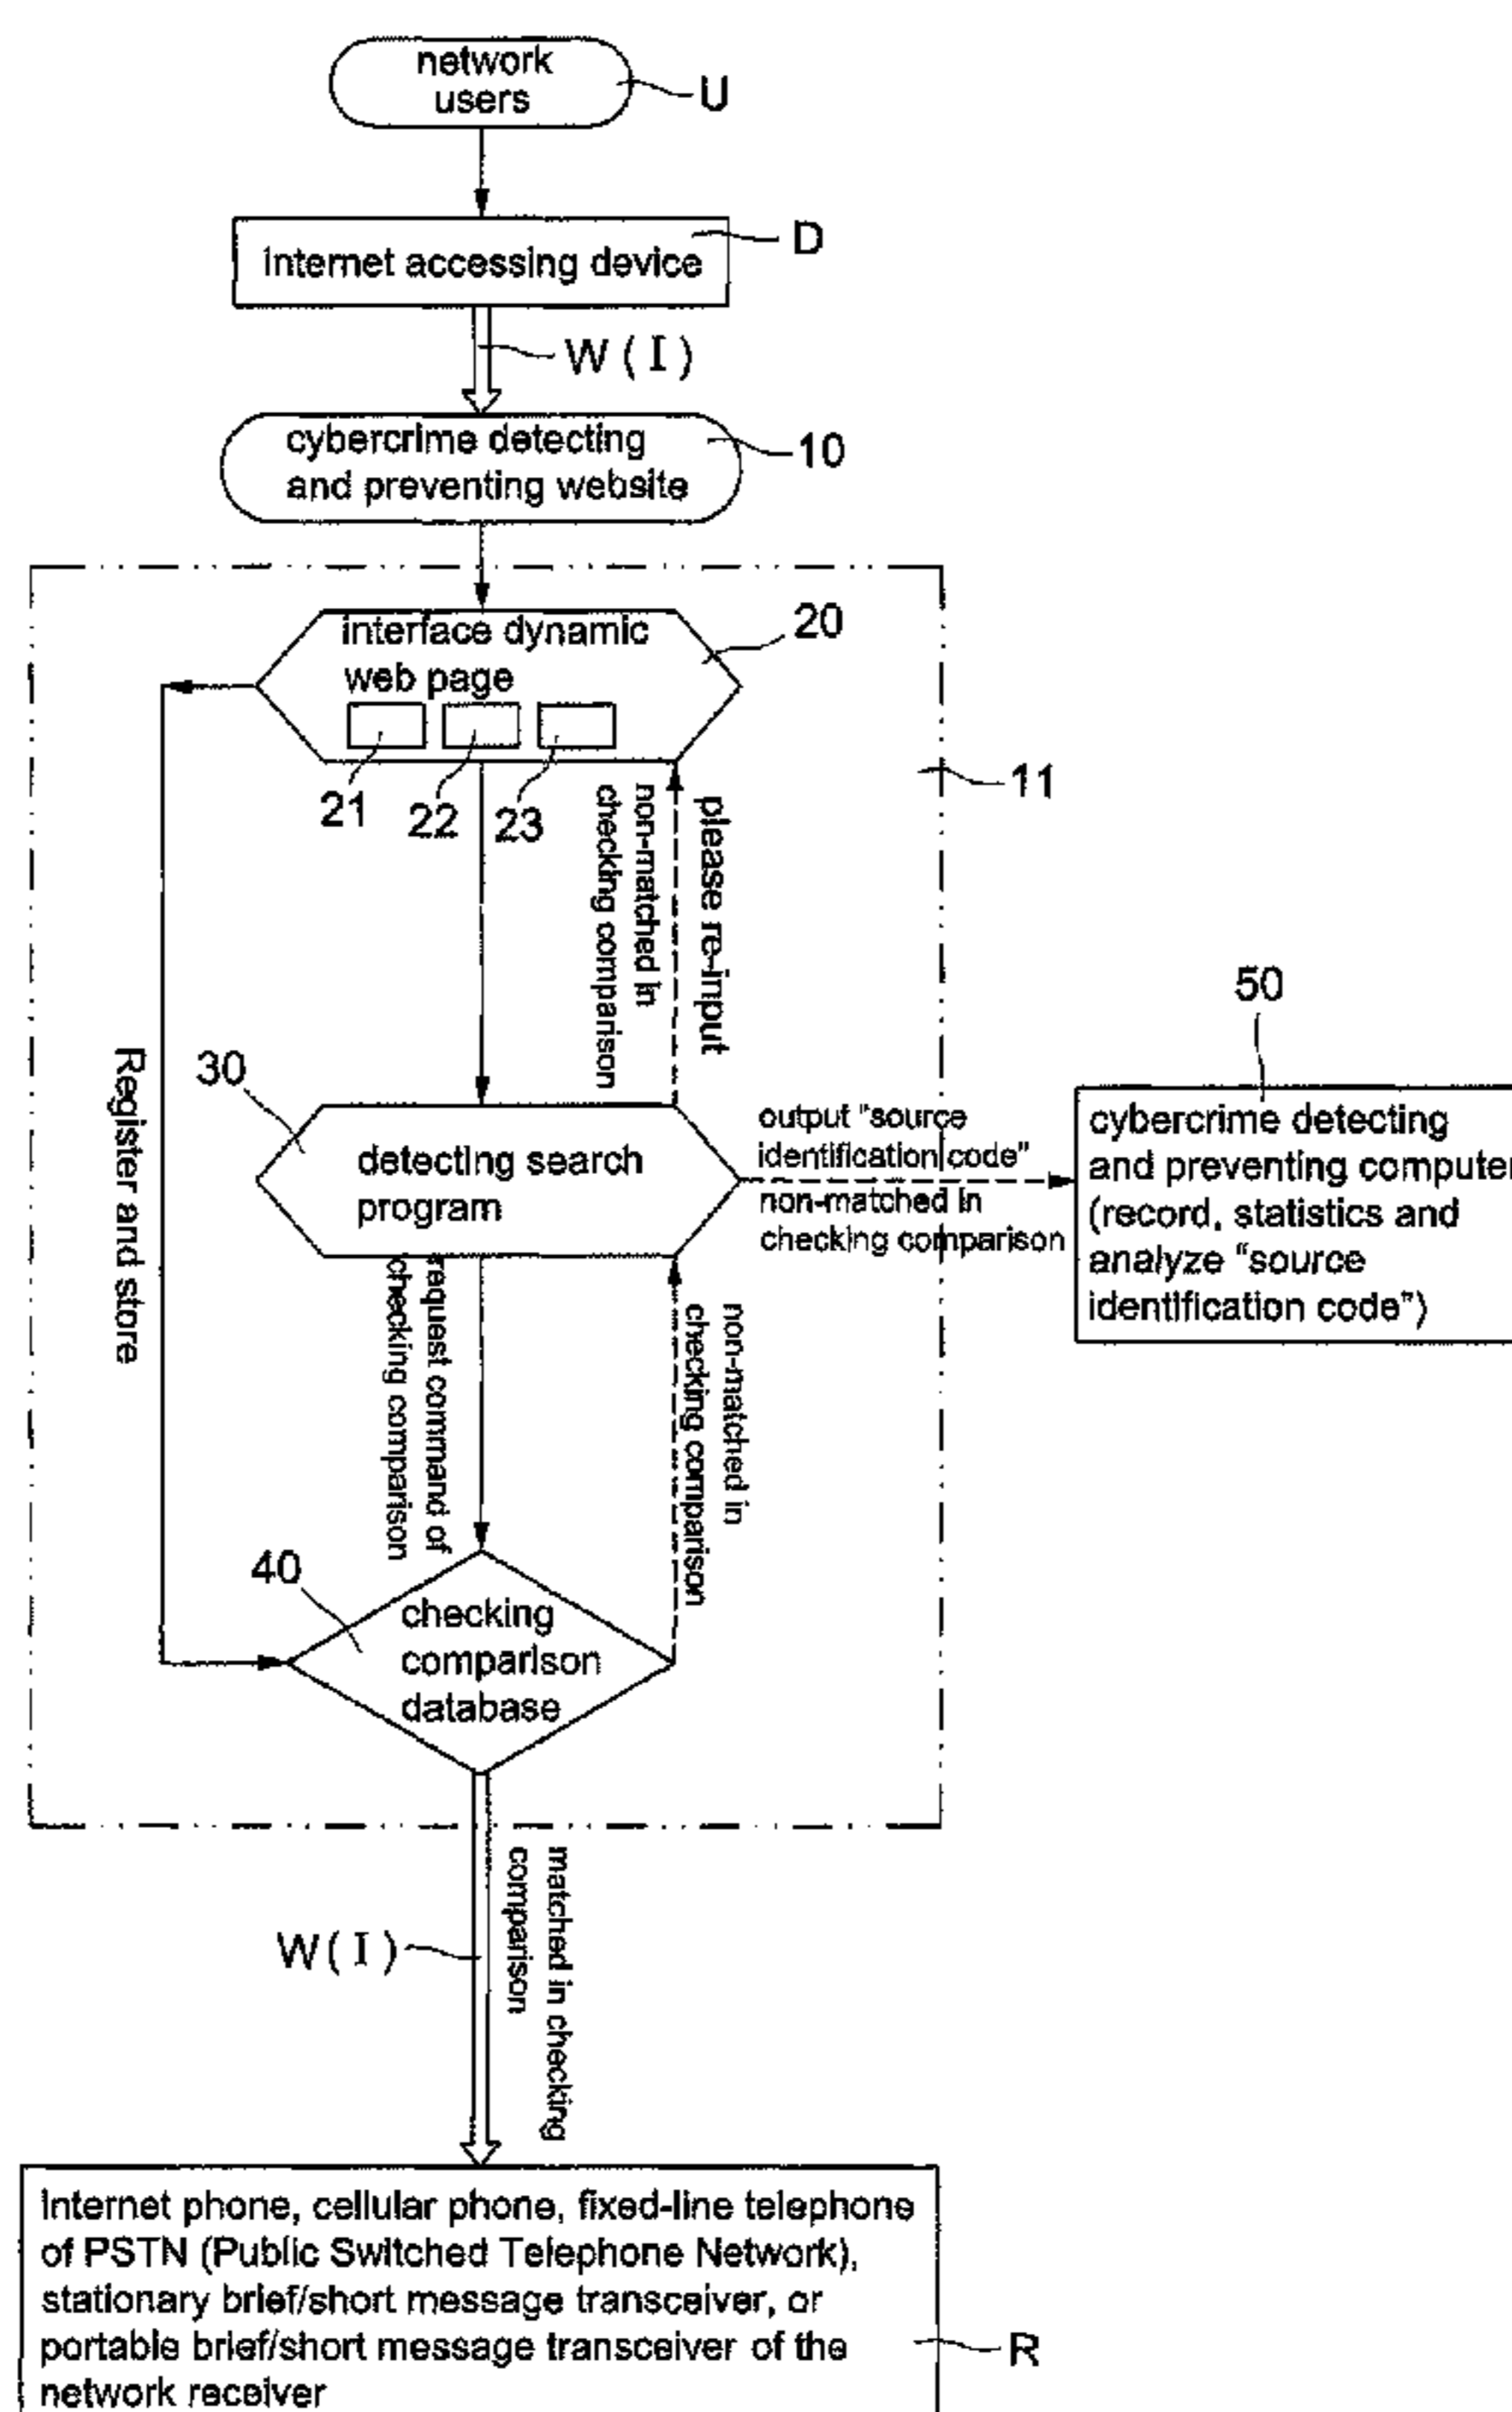 network
users
U
Internet accessing device
D
W(I)
cybercrime detecting
and preventing website
10
interface dynamic
web page
20
21
22
23
11
non-matched in
checking comparison
please re-input
Register and store
30
detecting search
program
output "source
identification code"
non-matched in
checking comparison
50
cybercrime detecting
and preventing computer
(record, statistics and
analyze "source
identification code")
request command of
checking comparison
non-matched in
checking comparison
40
checking
comparison
database
matched in checking
comparison
W(I)
Internet phone, cellular phone, fixed-line telephone
of PSTN (Public Switched Telephone Network),
stationary brief/short message transceiver, or
portable brief/short message transceiver of the
network receiver
R